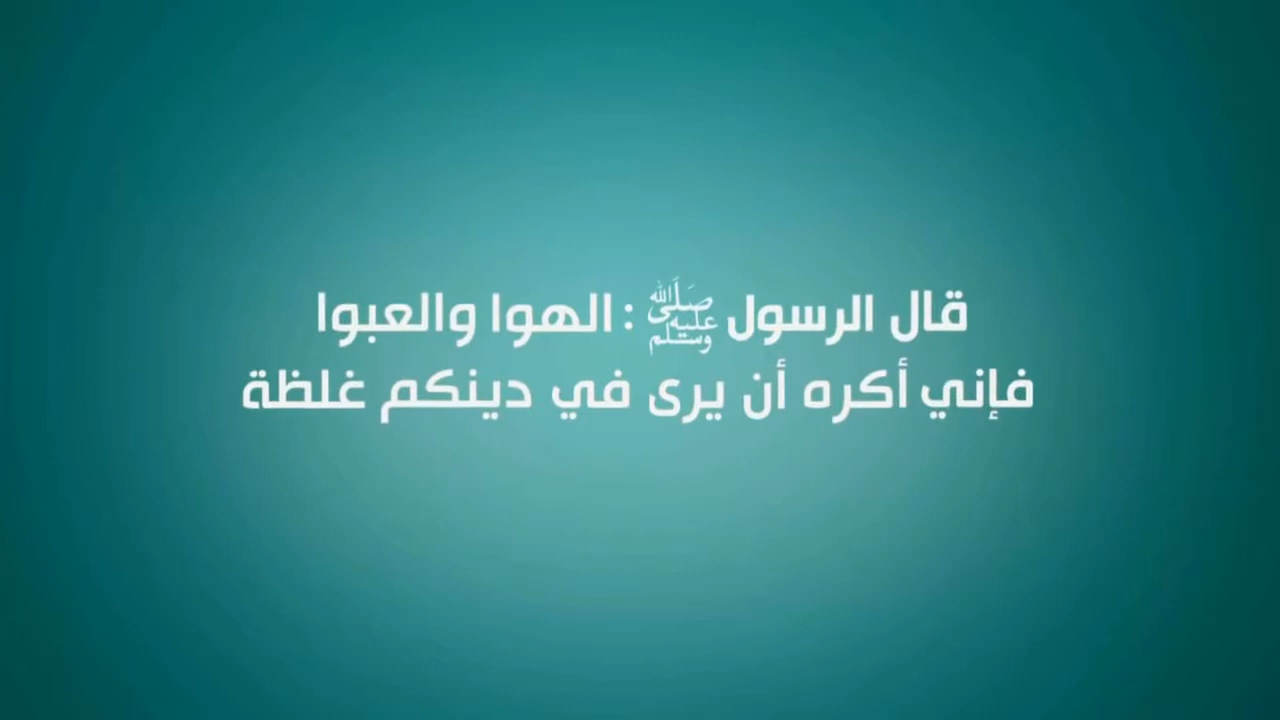 قال الرسول ﷺ : الهوا والعبوا
فإني أكره أن يرى في دينكم غلظة